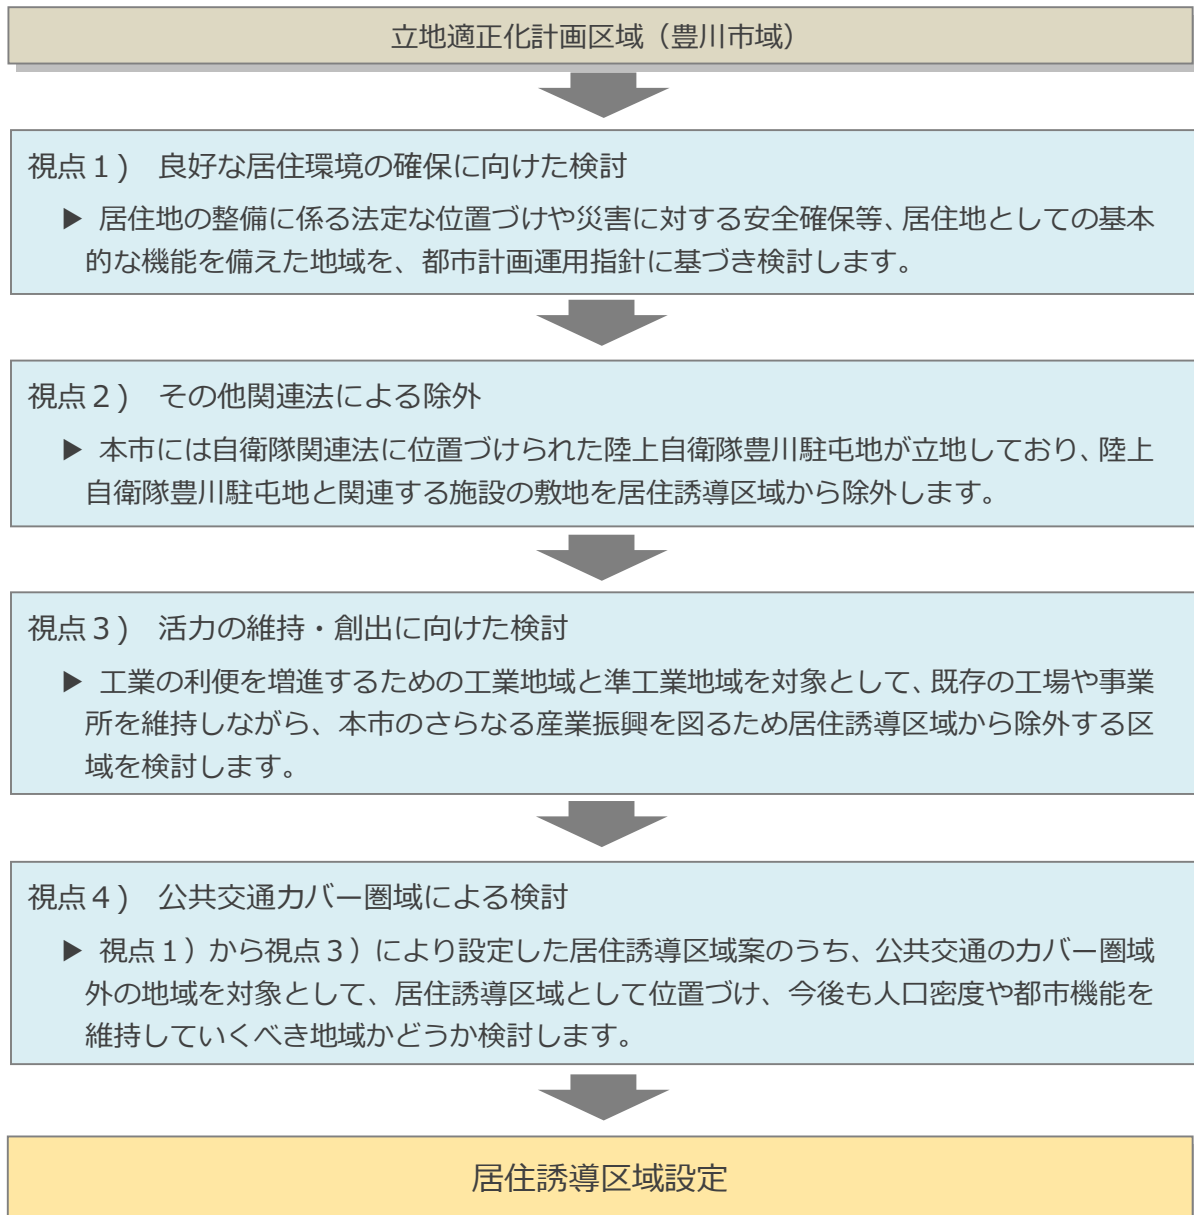 立地適正化計画区域（豊川市域）
視点１） 良好な居住環境の確保に向けた検討
▶ 居住地の整備に係る法定な位置づけや災害に対する安全確保等、居住地としての基本
的な機能を備えた地域を、都市計画運用指針に基づき検討します。
視点２） その他関連法による除外
▶ 本市には自衛隊関連法に位置づけられた陸上自衛隊豊川駐屯地が立地しており、陸上
自衛隊豊川駐屯地と関連する施設の敷地を居住誘導区域から除外します。
視点３） 活力の維持・創出に向けた検討
▶ 工業の利便を増進するための工業地域と準工業地域を対象として、既存の工場や事業
所を維持しながら、本市のさらなる産業振興を図るため居住誘導区域から除外する区
域を検討します。
視点４） 公共交通カバー圏域による検討
▶ 視点１）から視点３）により設定した居住誘導区域案のうち、公共交通のカバー圏域
外の地域を対象として、居住誘導区域として位置づけ、今後も人口密度や都市機能を
維持していくべき地域かどうか検討します。
居住誘導区域設定